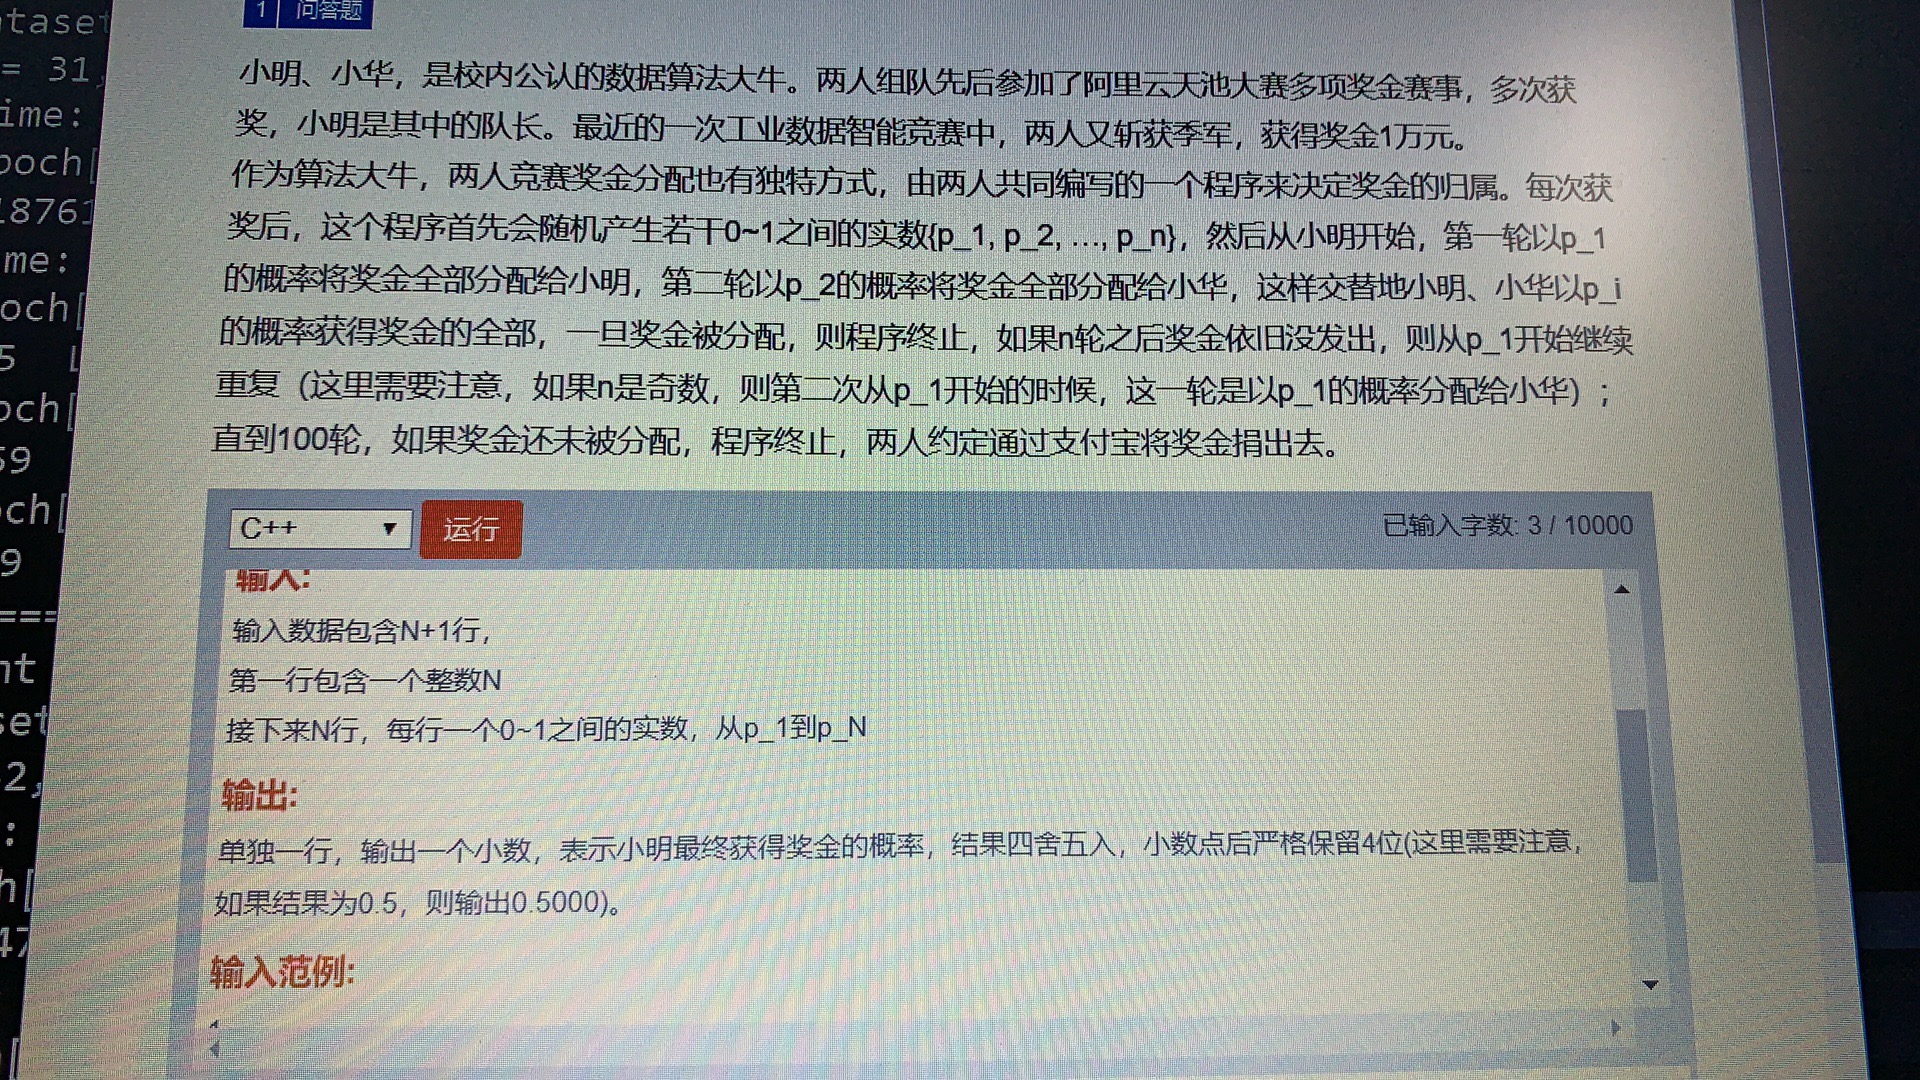 1 问答题
小明、小华，是校内公认的数据算法大牛。两人组队先后参加了阿里云天池大赛多项奖金赛事，多次获
奖，小明是其中的队长。最近的一次工业数据智能竞赛中，两人又斩获季军，获得奖金1万元。
作为算法大牛，两人竞赛奖金分配也有独特方式，由两人共同编写的一个程序来决定奖金的归属。每次获
奖后，这个程序首先会随机产生若干0~1之间的实数{p_1, p_2, ..., p_n}，然后从小明开始，第一轮以p_1
的概率将奖金全部分配给小明，第二轮以p_2的概率将奖金全部分配给小华，这样交替地小明、小华以p_i
的概率获得奖金的全部，一旦奖金被分配，则程序终止，如果n轮之后奖金依旧没发出，则从p_1开始继续
重复（这里需要注意，如果n是奇数，则第二次从p_1开始的时候，这一轮是以p_1的概率分配给小华）；
直到100轮，如果奖金还未被分配，程序终止，两人约定通过支付宝将奖金捐出去。
C++ 运行 已输入字数: 3 / 10000
输入:
输入数据包含N+1行，
第一行包含一个整数N
接下来N行，每行一个0~1之间的实数，从p_1到p_N
输出:
单独一行，输出一个小数，表示小明最终获得奖金的概率，结果四舍五入，小数点后严格保留4位(这里需要注意，
如果结果为0.5，则输出0.5000)。
输入范例:
= 31,
ime:
poch[
18761
me:
och[
5
och[
59
och[
9
===
nt
set
2,
:
h[
47